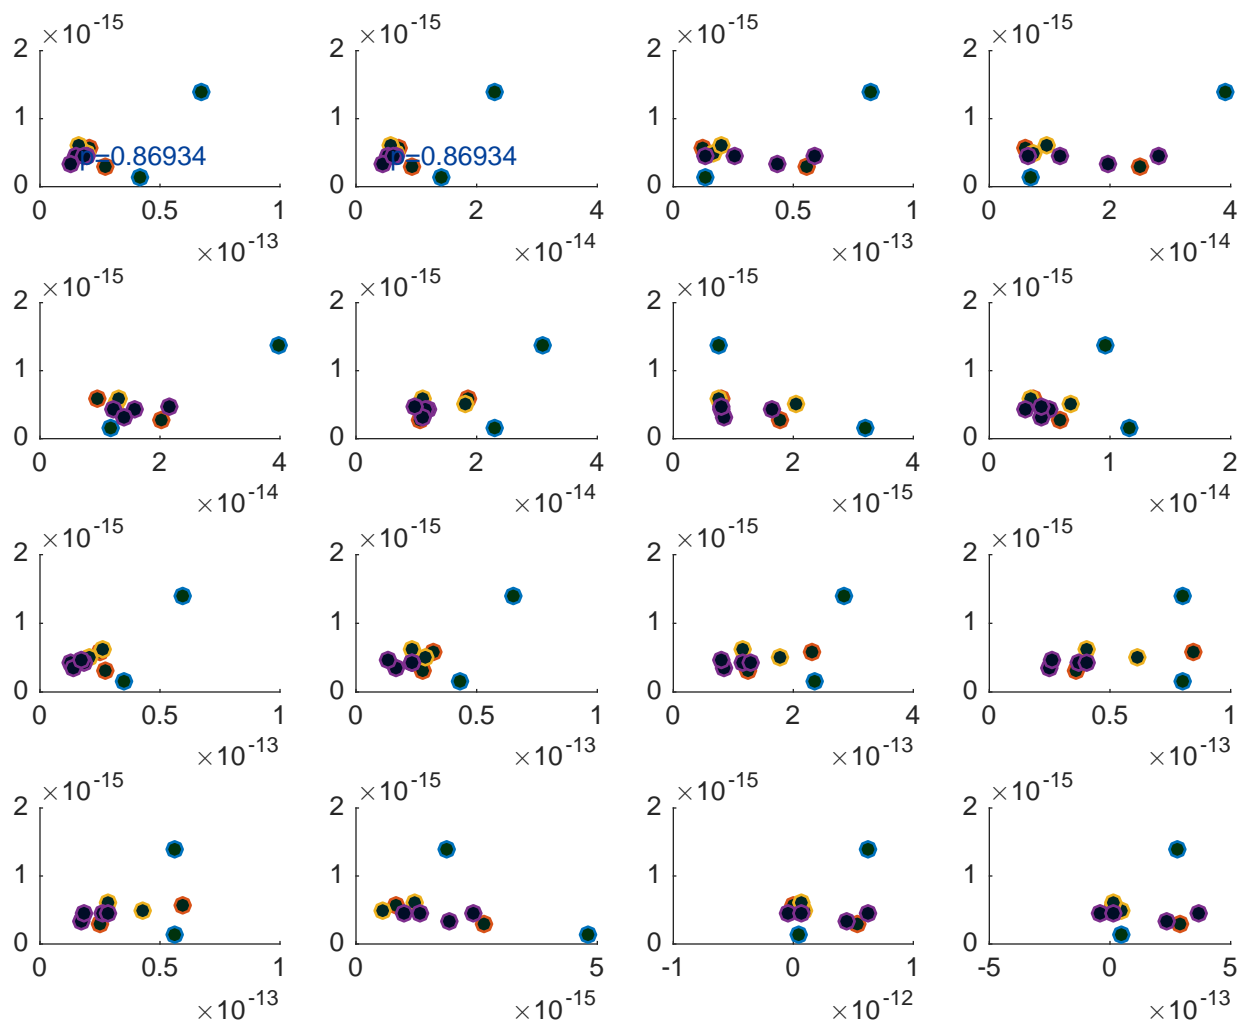 ×10-15 ×10-15 ×10-15 ×10-15
2 2 2 2
1 1 1 1
p=0.86934 p=0.86934
0 0 0 0
0 0.5 1 0 2 4 0 0.5 1 0 2 4
×10-13 ×10-14 ×10-13 ×10-14
×10-15 ×10-15 ×10-15 ×10-15
2 2 2 2
1 1 1 1
0 0 0 0
0 2 4 0 2 4 0 2 4 0 1 2
×10-14 ×10-14 ×10-15 ×10-14
×10-15 ×10-15 ×10-15 ×10-15
2 2 2 2
1 1 1 1
0 0 0 0
0 0.5 1 0 0.5 1 0 2 4 0 0.5 1
×10-13 ×10-13 ×10-13 ×10-13
×10-15 ×10-15 ×10-15 ×10-15
2 2 2 2
1 1 1 1
0 0 0 0
0 0.5 1 0 5 -1 0 1 -5 0 5
×10-13 ×10-15 ×10-12 ×10-13